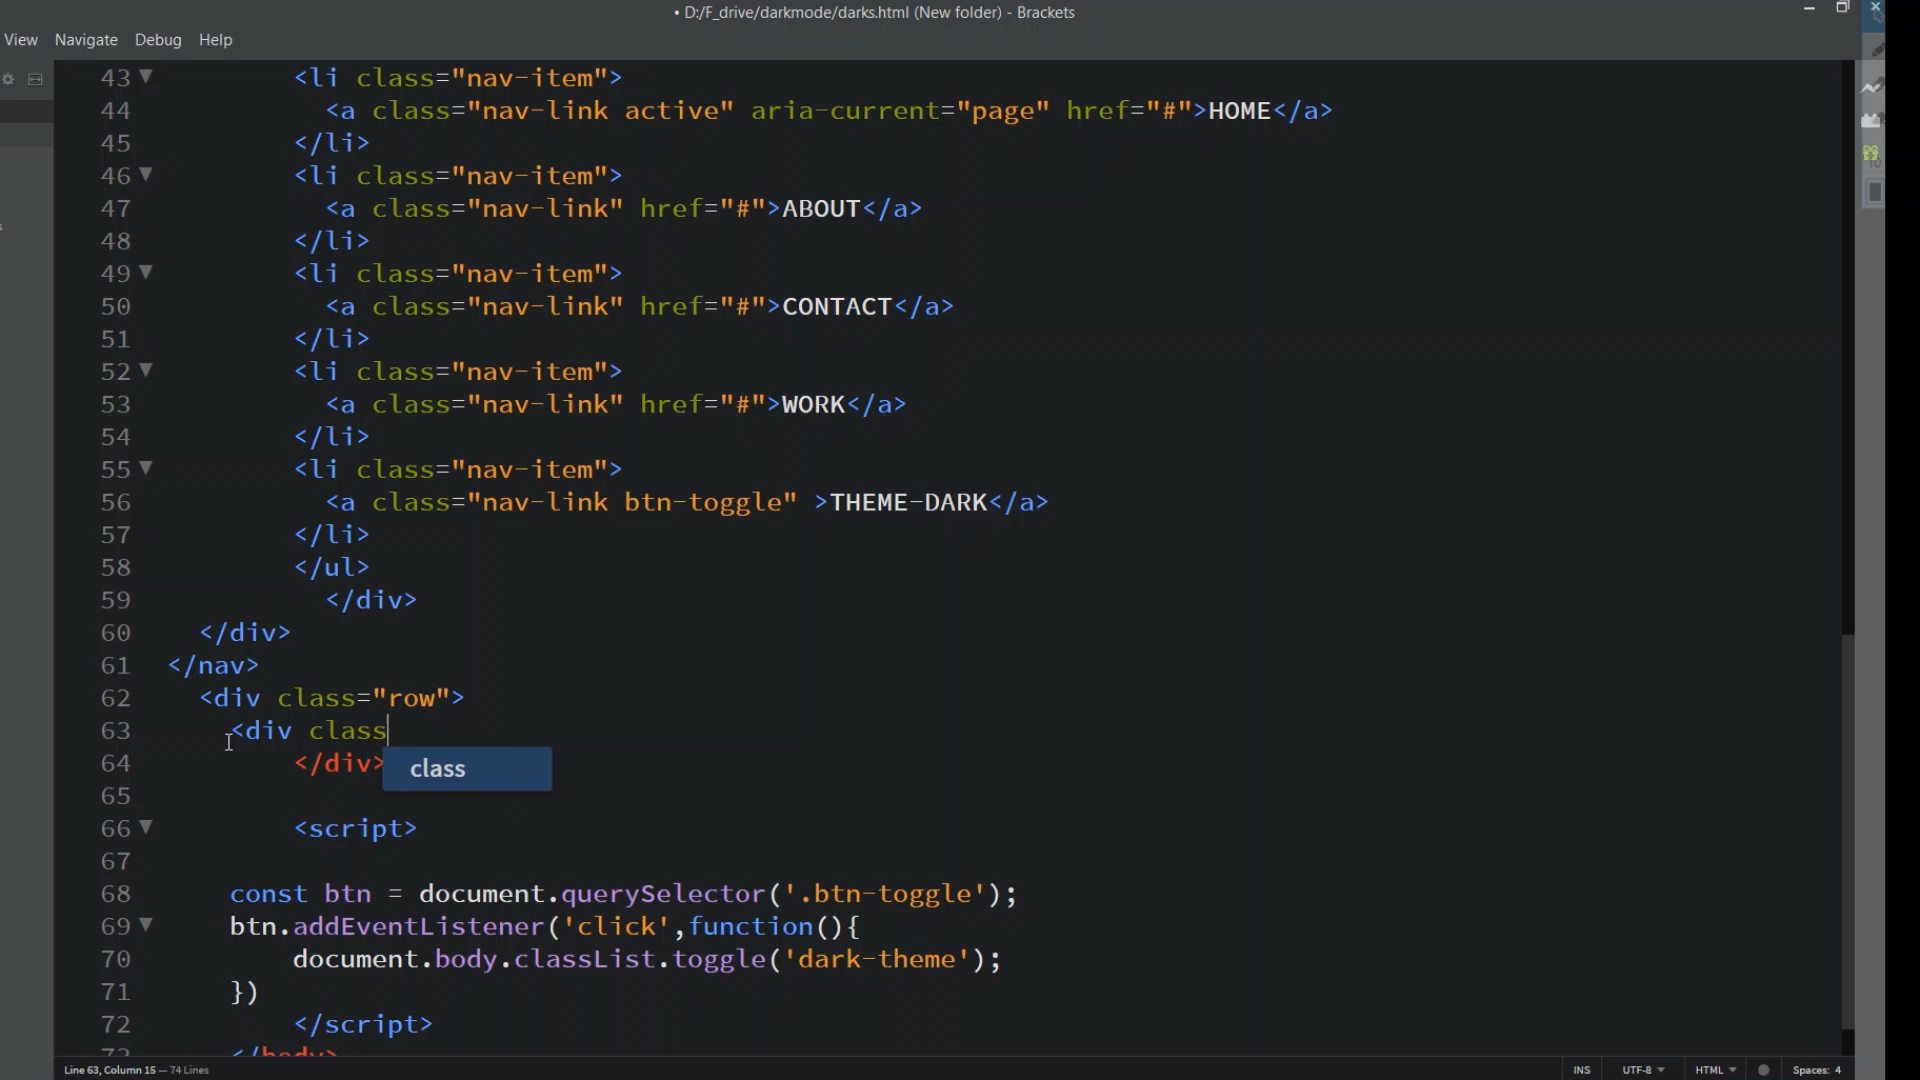 • D:/F_drive/darkmode/darks.html (New folder) - Brackets
View Navigate Debug Help
43 <li class="nav-item">
44 <a class="nav-link active" aria-current="page" href="#">HOME</a>
45 </li>
46 <li class="nav-item">
47 <a class="nav-link" href="#">ABOUT</a>
48 </li>
49 <li class="nav-item">
50 <a class="nav-link" href="#">CONTACT</a>
51 </li>
52 <li class="nav-item">
53 <a class="nav-link" href="#">WORK</a>
54 </li>
55 <li class="nav-item">
56 <a class="nav-link btn-toggle" >THEME-DARK</a>
57 </li>
58 </ul>
59 </div>
60 </div>
61 </nav>
62 <div class="row">
63 <div class
64 </div>
class
65
66 <script>
67
68 const btn = document.querySelector('.btn-toggle');
69 btn.addEventListener('click',function(){
70 document.body.classList.toggle('dark-theme');
71 })
72 </script>
73 </body>
Line 63, Column 15 — 74 Lines INS UTF-8 HTML Spaces: 4